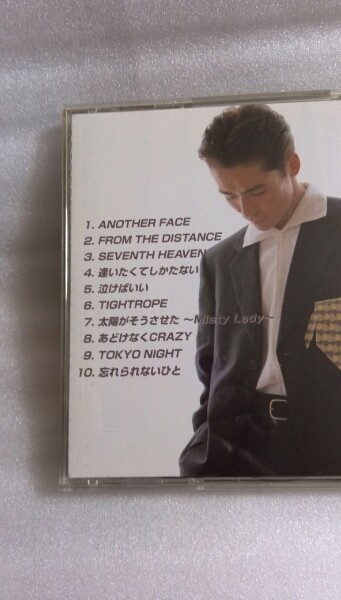 1. ANOTHER FACE
2. FROM THE DISTANCE
3. SEVENTH HEAVEN
4.逢いたくてしかたない
5. 泣けばいい
6. TIGHTROPE
7. 太陽がそうさせた 〜Misty Lady〜
8. あどけなくCRAZY
9. TOKYO NIGHT
10. 忘れられないひと